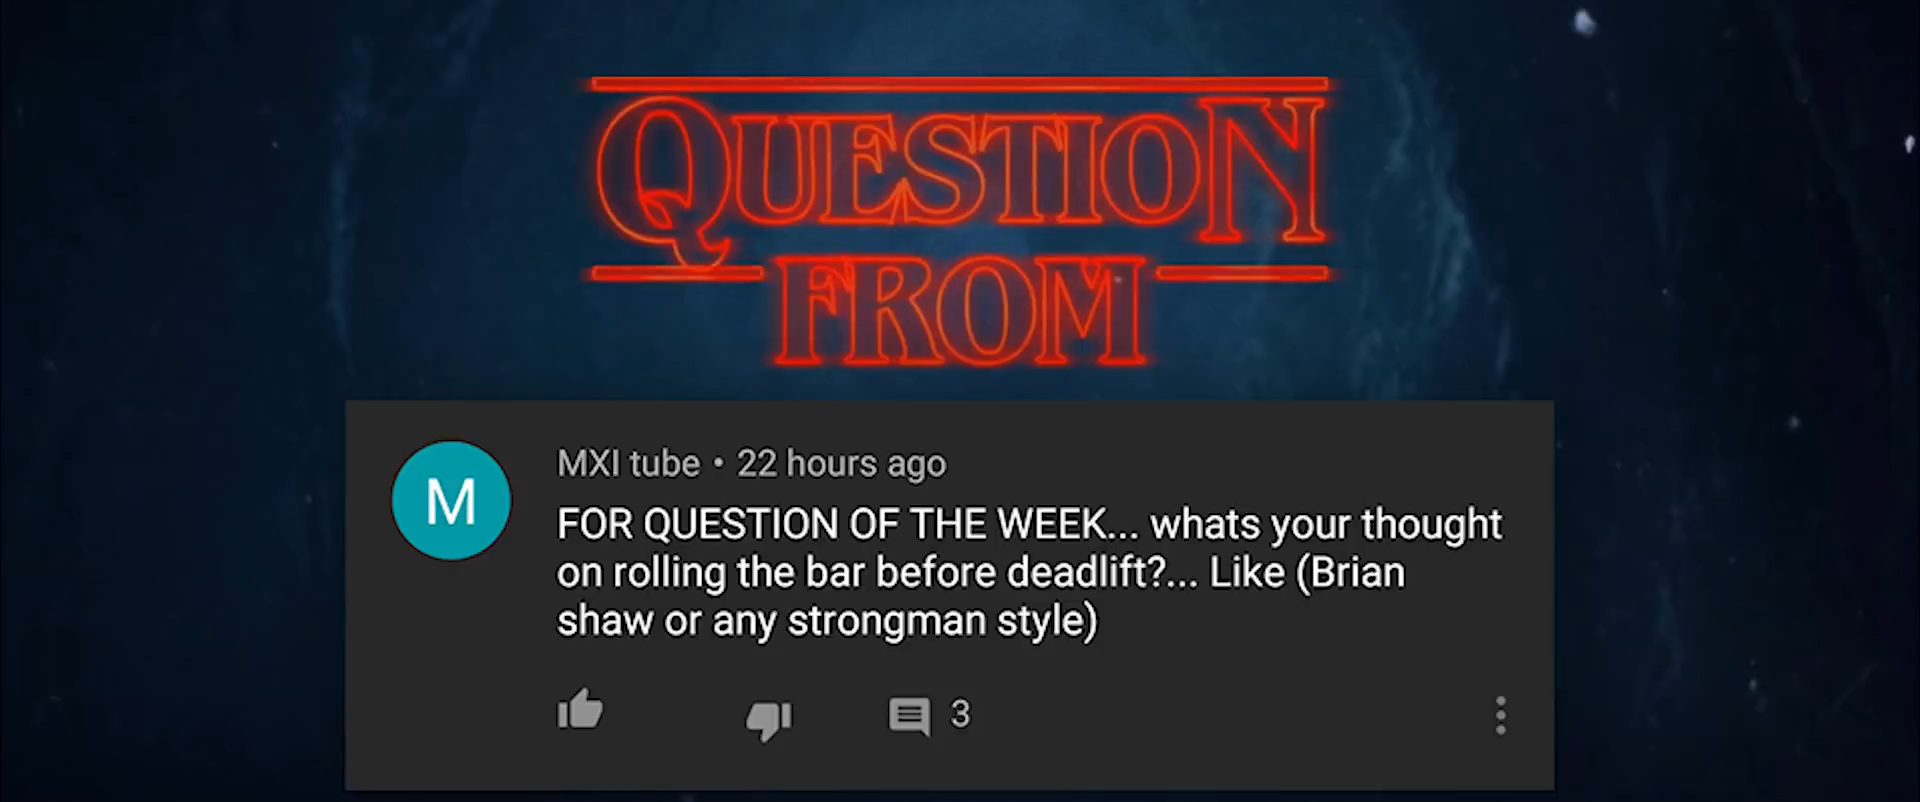 QUESTION
FROM
M
MXI tube • 22 hours ago
FOR QUESTION OF THE WEEK... whats your thought
on rolling the bar before deadlift?... Like (Brian
shaw or any strongman style)
3